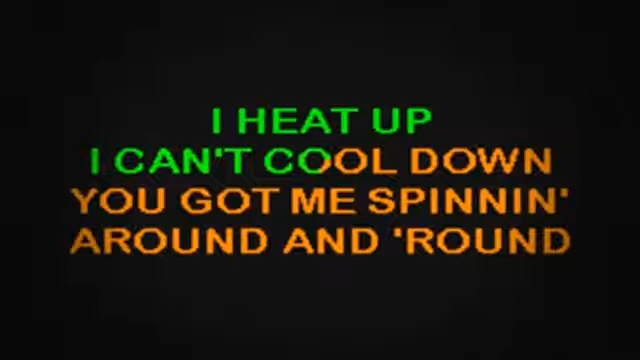 I HEAT UP
I CAN'T COOL DOWN
YOU GOT ME SPINNIN'
AROUND AND 'ROUND